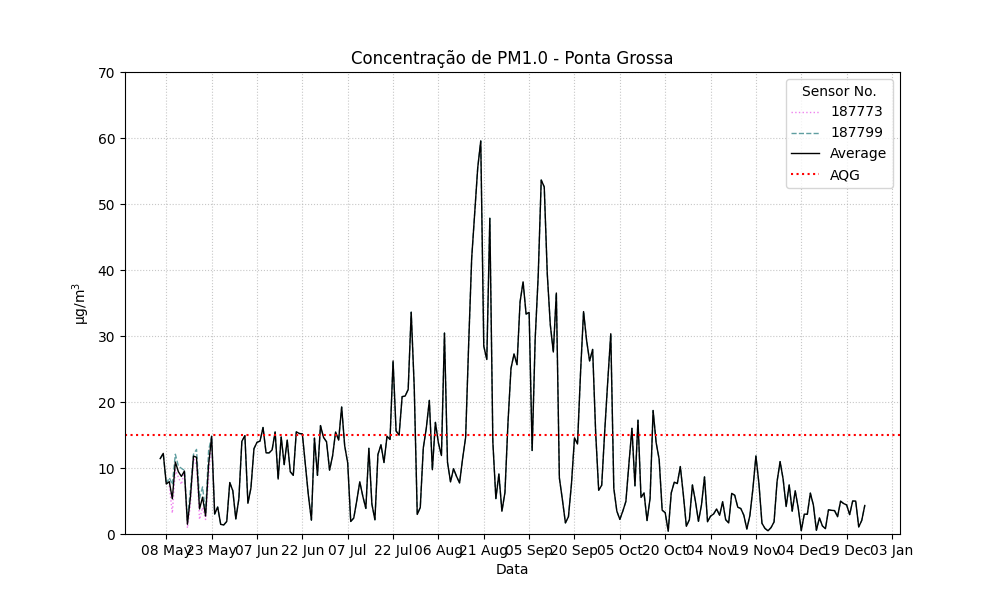 Concentração de PM1.0 - Ponta Grossa
70
60
50
40
30
20
10
0
µg/m³
Sensor No.
187773
187799
Average
AQG
08 May
23 May
07 Jun
22 Jun
07 Jul
22 Jul
06 Aug
21 Aug
05 Sep
20 Sep
05 Oct
20 Oct
04 Nov
19 Nov
04 Dec
19 Dec
03 Jan
Data